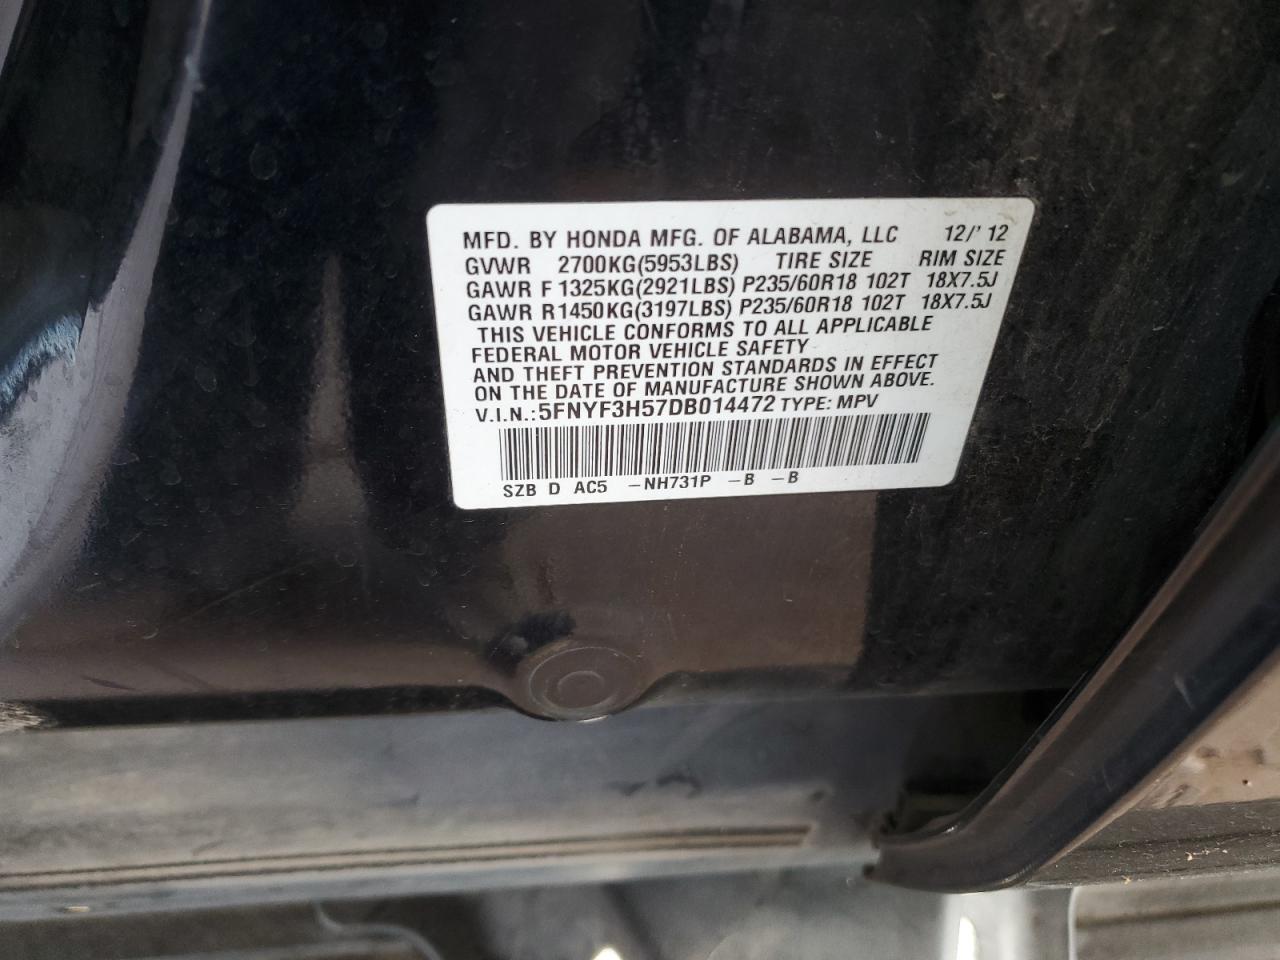 MFD. BY HONDA MFG. OF ALABAMA, LLC 12/'12
GVWR 2700KG(5953LBS) TIRE SIZE RIM SIZE
GAWR F 1325KG(2921LBS) P235/60R18 102T 18X7.5J
GAWR R1450KG(3197LBS) P235/60R18 102T 18X7.5J
THIS VEHICLE CONFORMS TO ALL APPLICABLE
FEDERAL MOTOR VEHICLE SAFETY
AND THEFT PREVENTION STANDARDS IN EFFECT
ON THE DATE OF MANUFACTURE SHOWN ABOVE.
V.I.N.:5FNYF3H57DB014472 TYPE: MPV
SZB D AC5 -NH731P -B -B